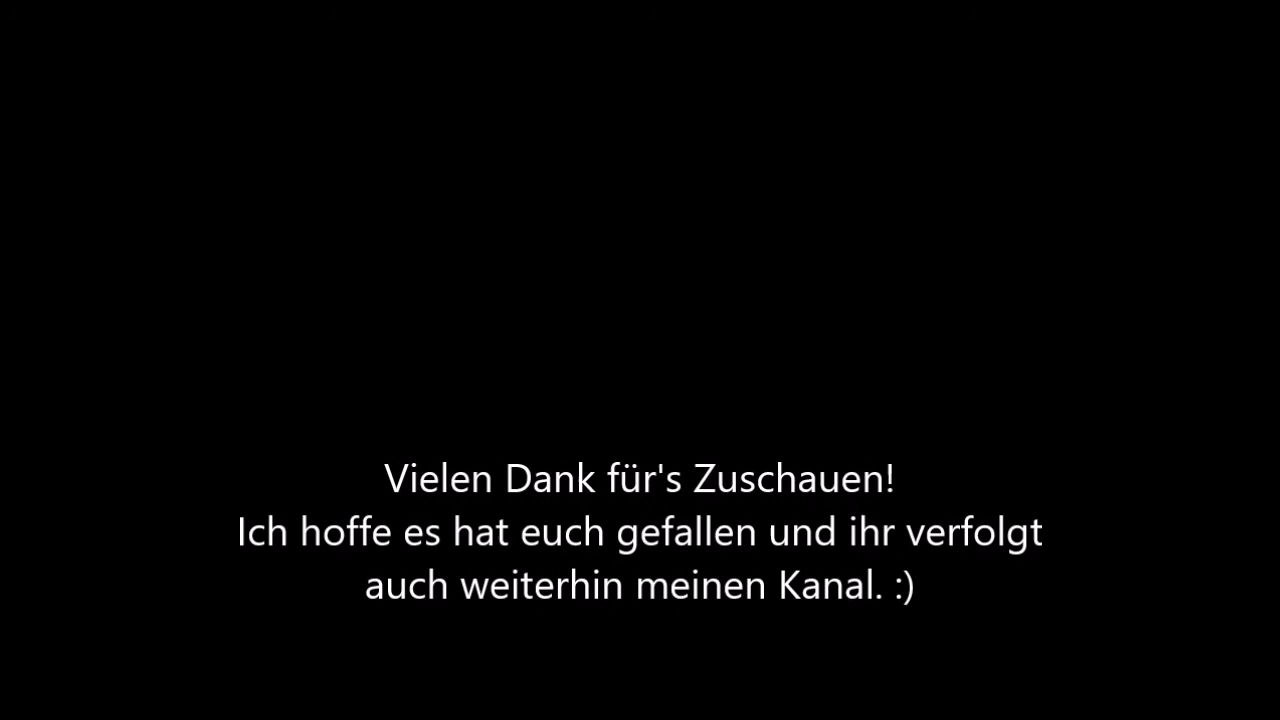 Vielen Dank für's Zuschauen!
Ich hoffe es hat euch gefallen und ihr verfolgt
auch weiterhin meinen Kanal. :)